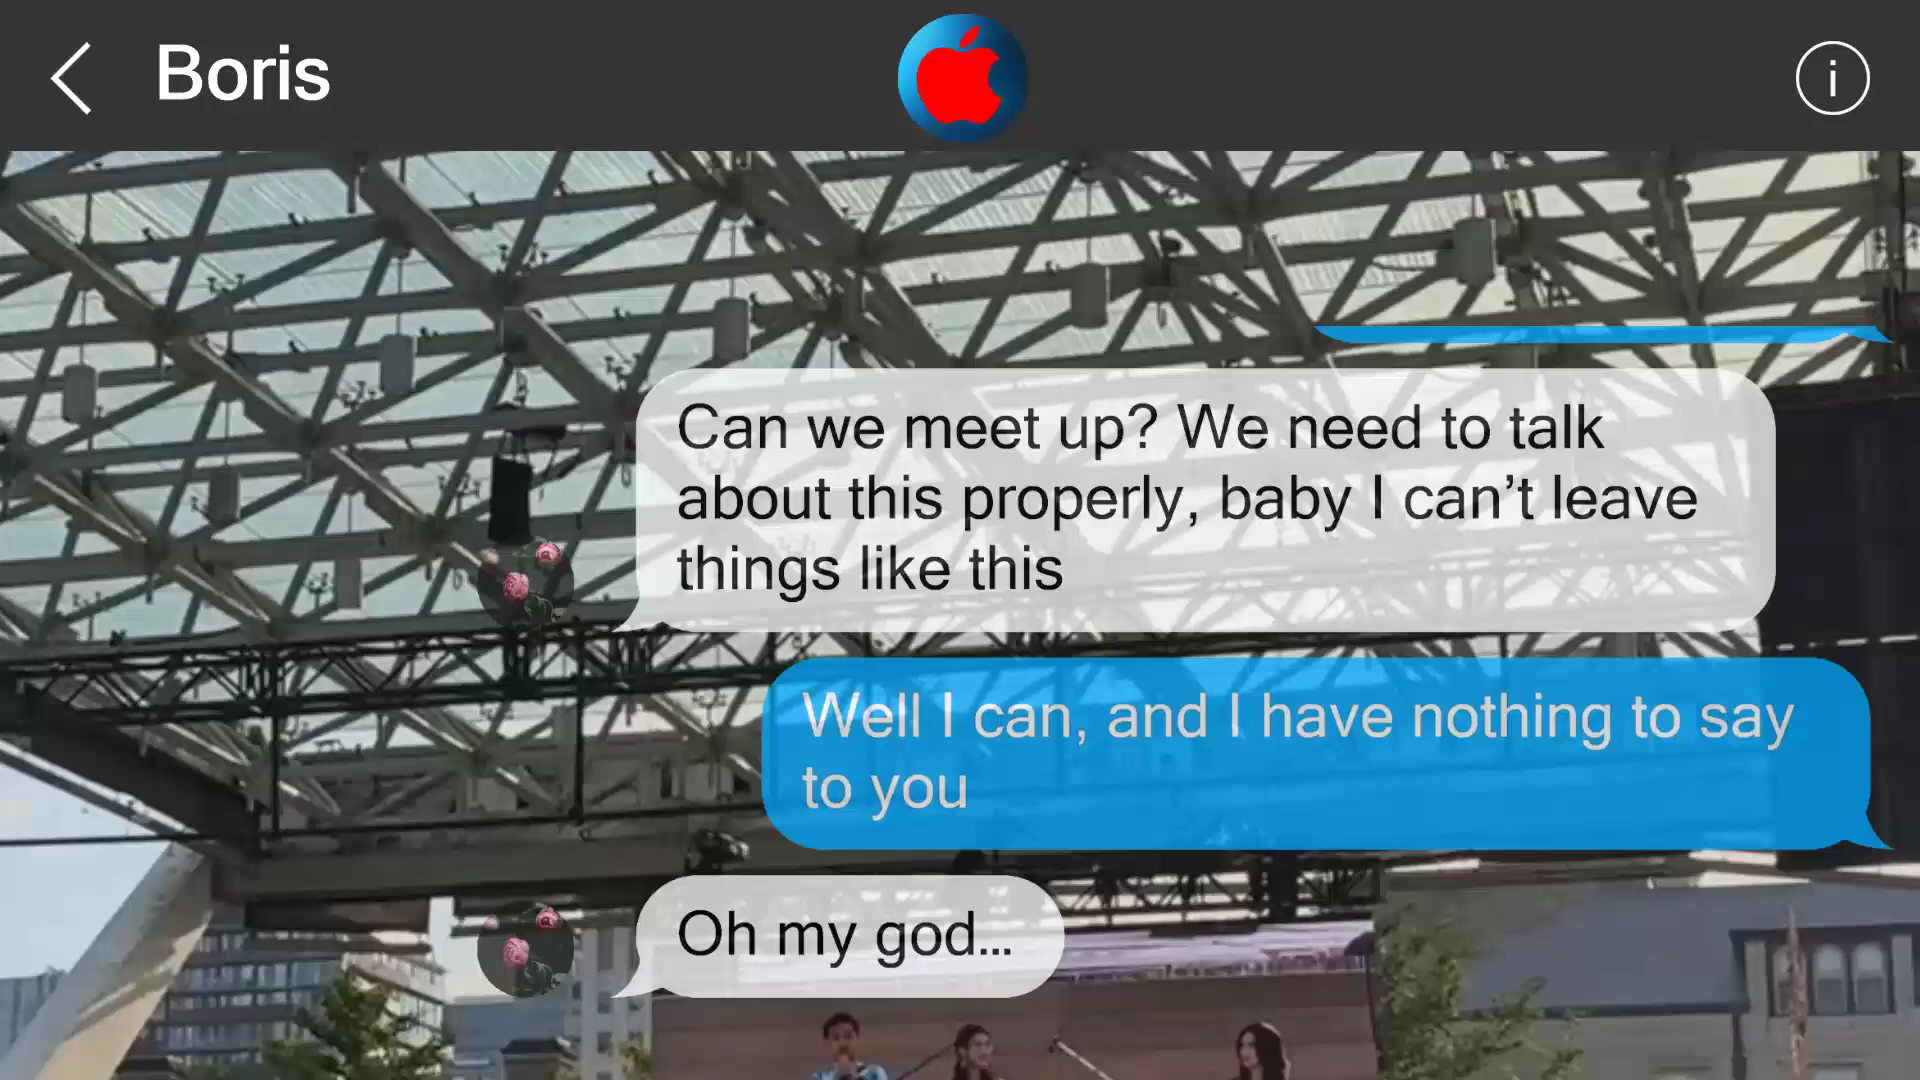 Boris
i
Can we meet up? We need to talk
about this properly, baby I can’t leave
things like this
Well I can, and I have nothing to say
to you
Oh my god...